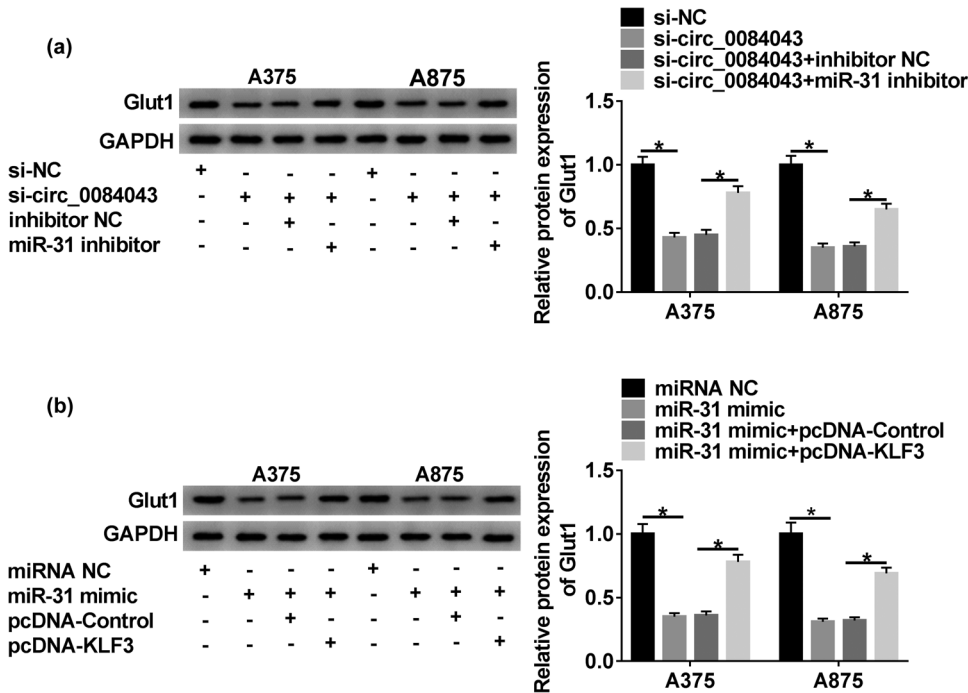 (a)
A375 A875
Glut1
GAPDH
si-NC + - - - + - - -
si-circ_0084043 - + + + - + + +
inhibitor NC - - + - - - + -
miR-31 inhibitor - - - + - - - +
si-NC
si-circ_0084043
si-circ_0084043+inhibitor NC
si-circ_0084043+miR-31 inhibitor
Relative protein expression
of Glut1
1.5
1.0
0.5
0.0
* * * *
A375 A875
(b)
A375 A875
Glut1
GAPDH
miRNA NC + - - - + - - -
miR-31 mimic - + + + - + + +
pcDNA-Control - - + - - - + -
pcDNA-KLF3 - - - + - - - +
miRNA NC
miR-31 mimic
miR-31 mimic+pcDNA-Control
miR-31 mimic+pcDNA-KLF3
Relative protein expression
of Glut1
1.5
1.0
0.5
0.0
* * * *
A375 A875